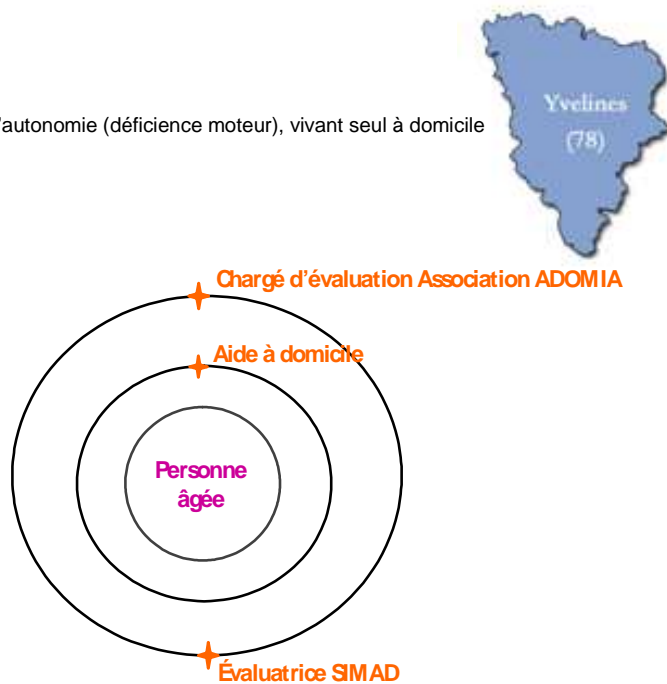 'autonomie (déficience moteur), vivant seul à domicile
Yvelines
(78)
Chargé d'évaluation Association ADOMIA
Aide à domicile
Personne
âgée
Évaluatrice SIMAD